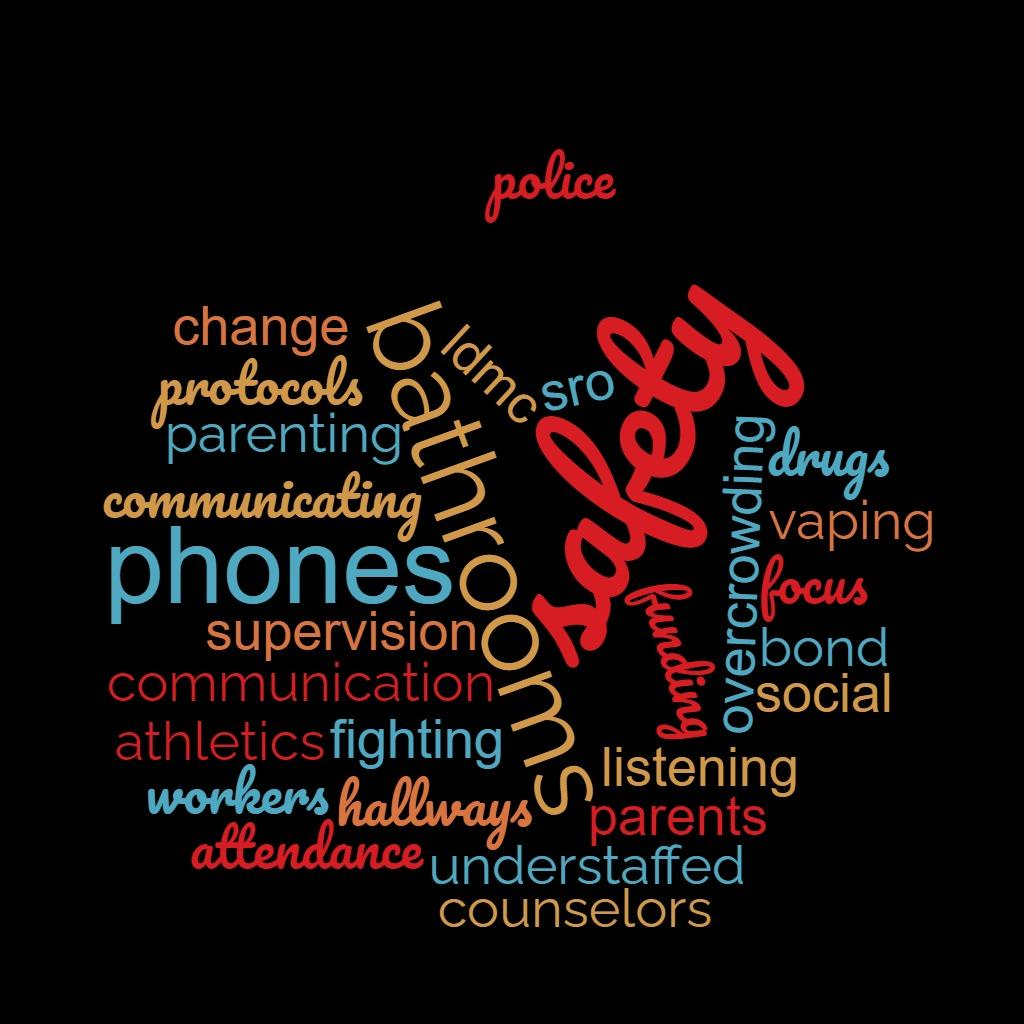 police
change
bathrooms
ldmc
sro
safety
protocols
parenting
drugs
overcrowding
communicating
vaping
phones
focus
funding
supervision
bond
communication
social
athletics
fighting
listening
workers
hallways
parents
attendance
understaffed
counselors